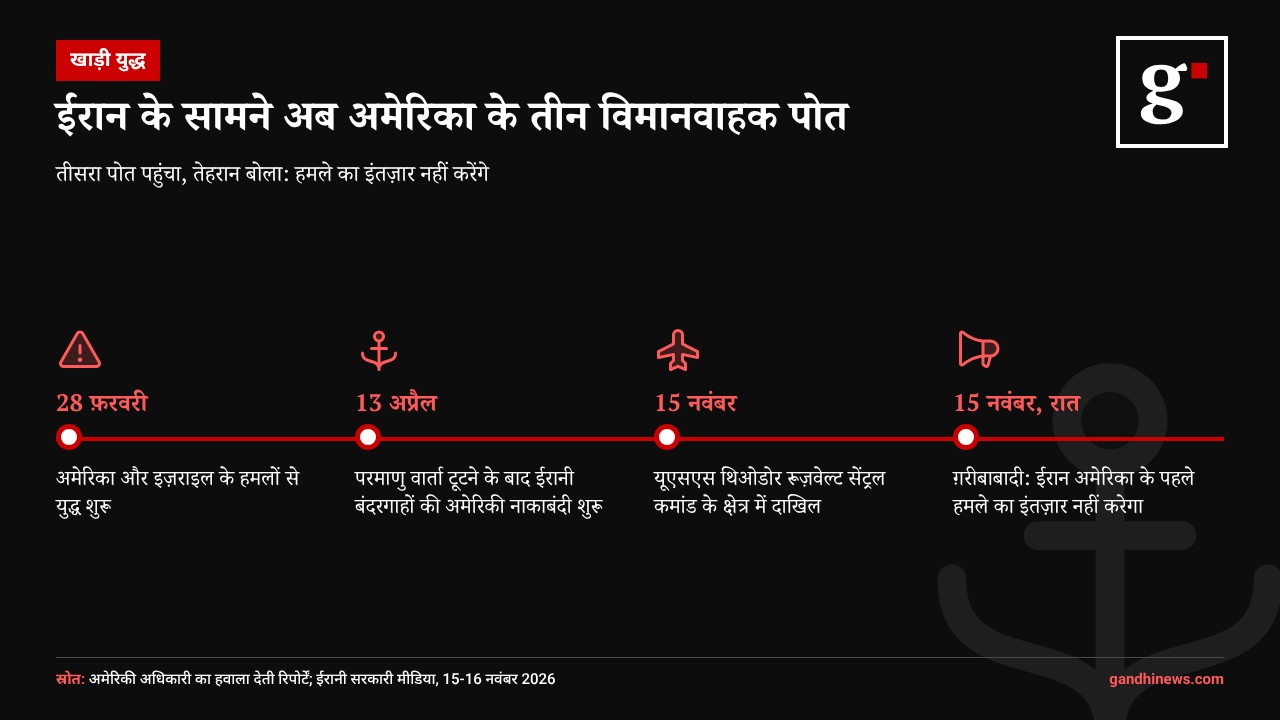 खाड़ी युद्ध
g
ईरान के सामने अब अमेरिका के तीन विमानवाहक पोत
तीसरा पोत पहुंचा, तेहरान बोला: हमले का इंतज़ार नहीं करेंगे
28 फ़रवरी
अमेरिका और इज़राइल के हमलों से
युद्ध शुरू
13 अप्रैल
परमाणु वार्ता टूटने के बाद ईरानी
बंदरगाहों की अमेरिकी नाकाबंदी शुरू
15 नवंबर
यूएसएस थिओडोर रूज़वेल्ट सेंट्रल
कमांड के क्षेत्र में दाखिल
15 नवंबर, रात
ग़रीबाबादी: ईरान अमेरिका के पहले
हमले का इंतज़ार नहीं करेगा
स्रोत: अमेरिकी अधिकारी का हवाला देती रिपोर्टें; ईरानी सरकारी मीडिया, 15-16 नवंबर 2026
gandhinews.com